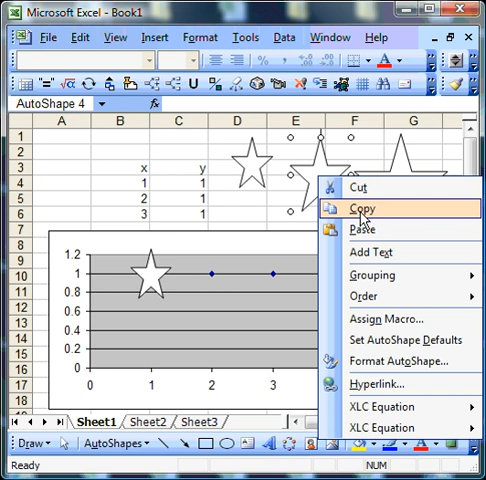 Microsoft Excel - Book1
File Edit View Insert Format Tools Data Window Help
AutoShape 4 fx
A B C D E F G
1
2
3 x y
4 1 1
5 2 1
6 3 1
7
8
9
10
11
12
13
14
15
16
17
18
1.2
1
0.8
0.6
0.4
0.2
0
0 1 2 3
Cut
Copy
Paste
Add Text
Grouping
Order
Assign Macro...
Set AutoShape Defaults
Format AutoShape...
Hyperlink...
XLC Equation
XLC Equation
Sheet1 Sheet2 Sheet3
Draw AutoShapes
Ready NUM